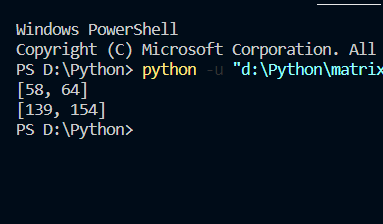 Windows PowerShell
Copyright (C) Microsoft Corporation. All
PS D:\Python> python -u "d:\Python\matrix
[58, 64]
[139, 154]
PS D:\Python>